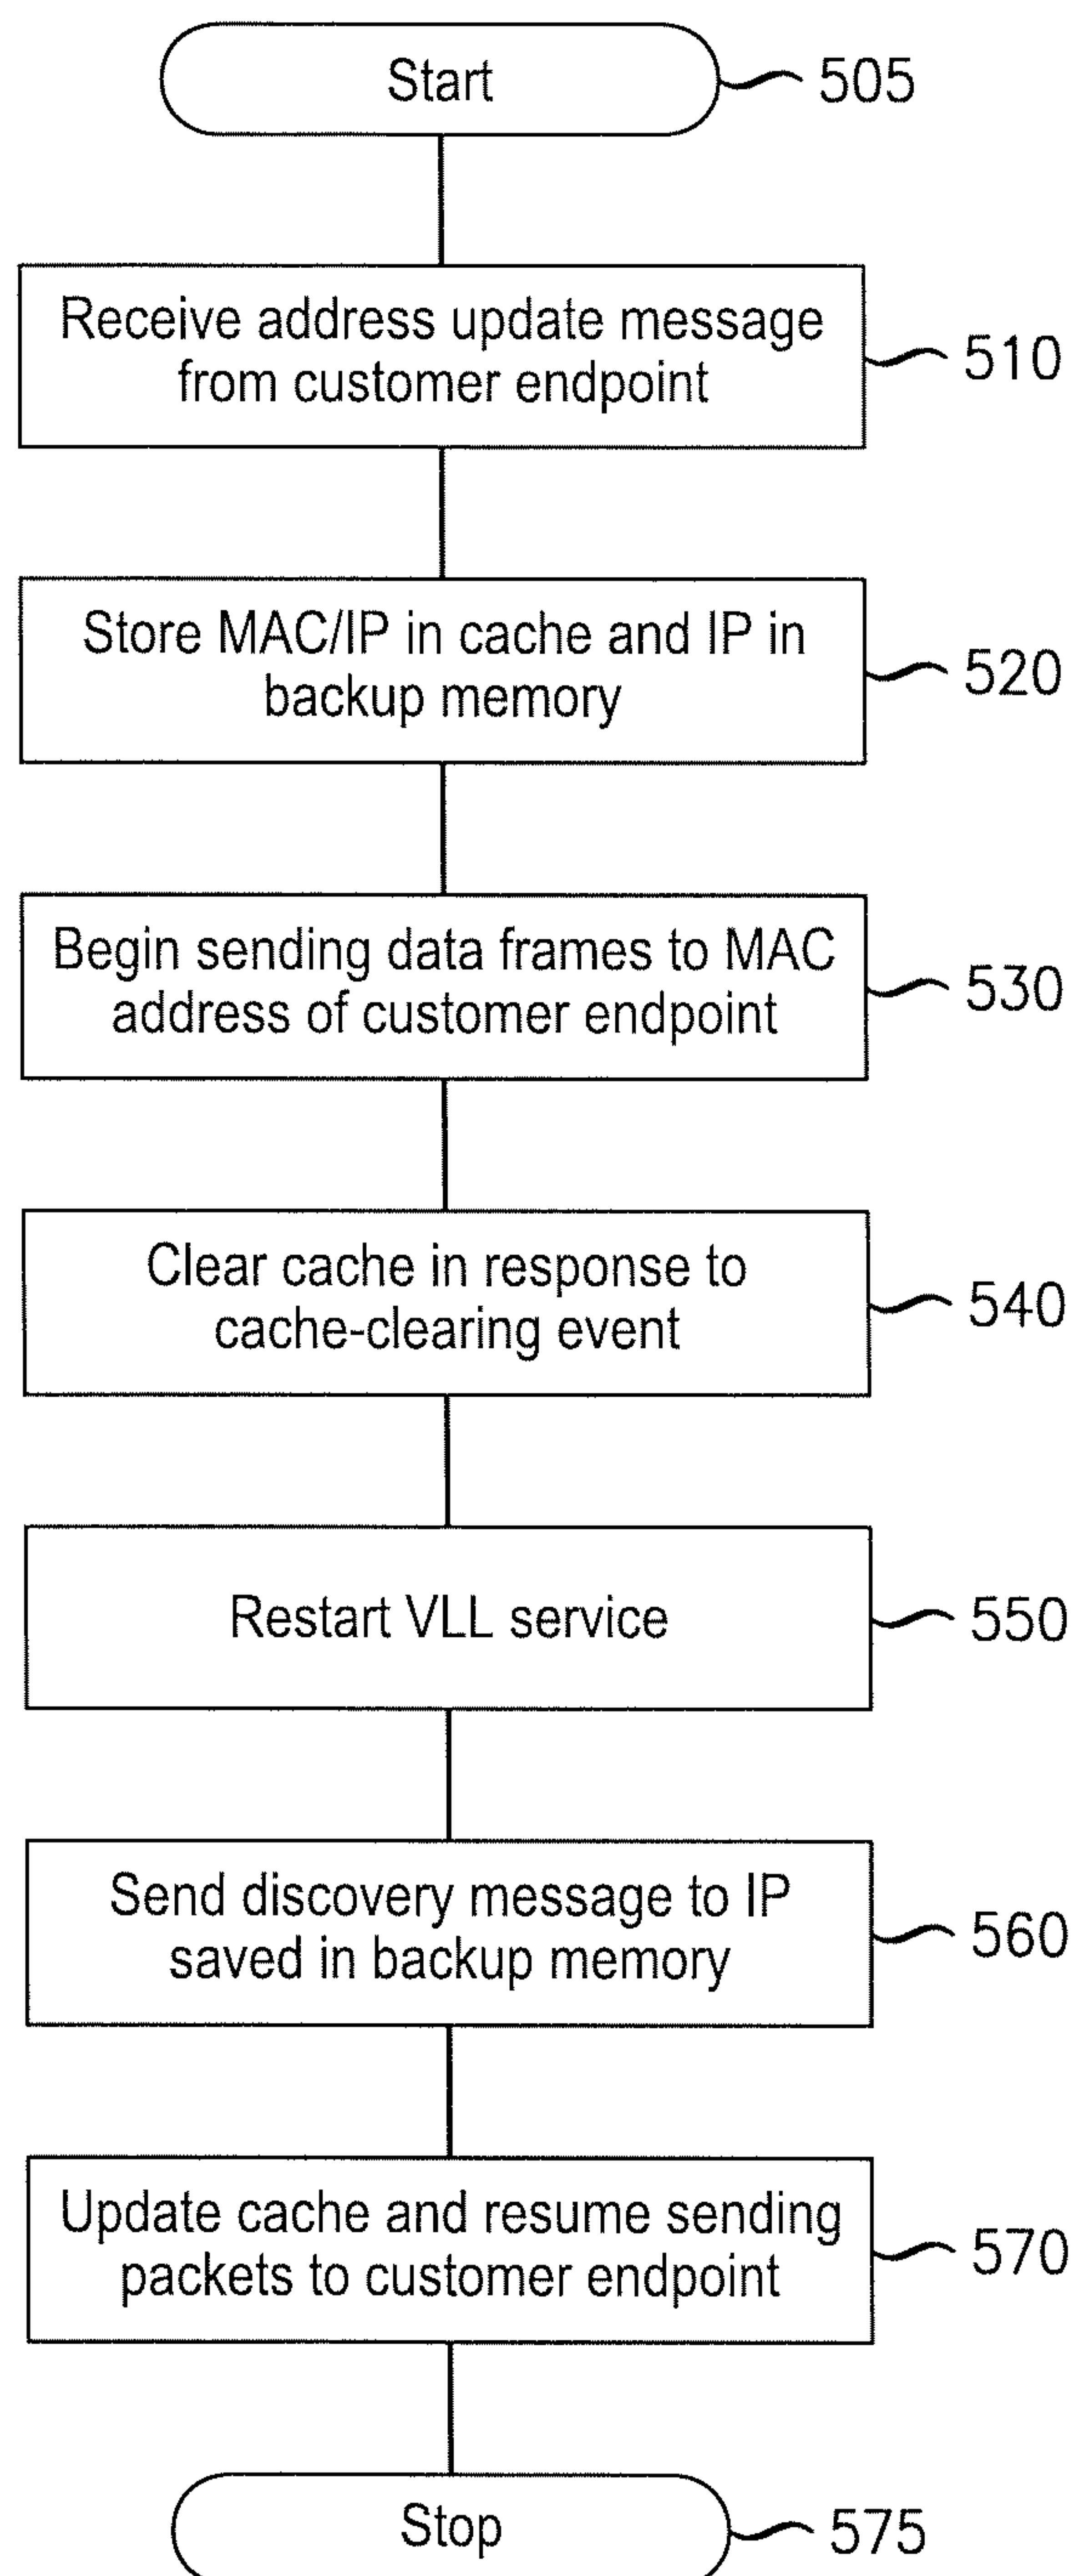 Start
505
Receive address update message
from customer endpoint
510
Store MAC/IP in cache and IP in
backup memory
520
Begin sending data frames to MAC
address of customer endpoint
530
Clear cache in response to
cache-clearing event
540
Restart VLL service
550
Send discovery message to IP
saved in backup memory
560
Update cache and resume sending
packets to customer endpoint
570
Stop
575